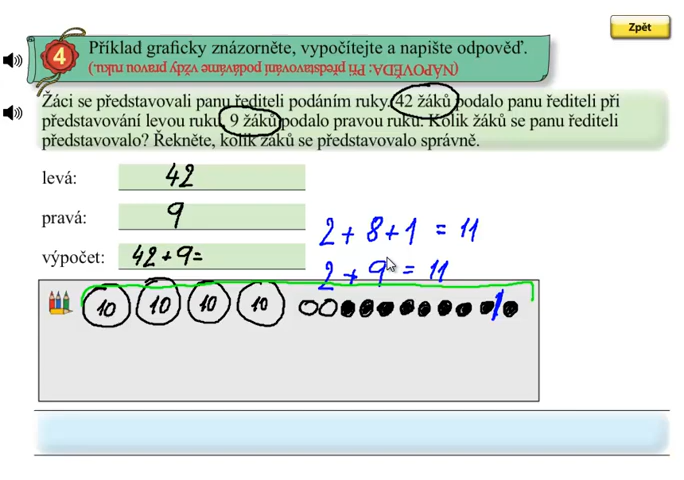 Zpět
4 Příklad graficky znázorněte, vypočítejte a napište odpověď.
(NÁPOVĚDA: Při představování podáváme vždy pravou ruku.)
Žáci se představovali panu řediteli podáním ruky. 42 žáků podalo panu řediteli při
představování levou ruku, 9 žáků podalo pravou ruku. Kolik žáků se panu řediteli
představovalo? Řekněte, kolik žáků se představovalo správně.
levá: 42
pravá: 9
2 + 8 + 1 = 11
výpočet: 42 + 9 =
2 + 9 = 11
10 10 10 10